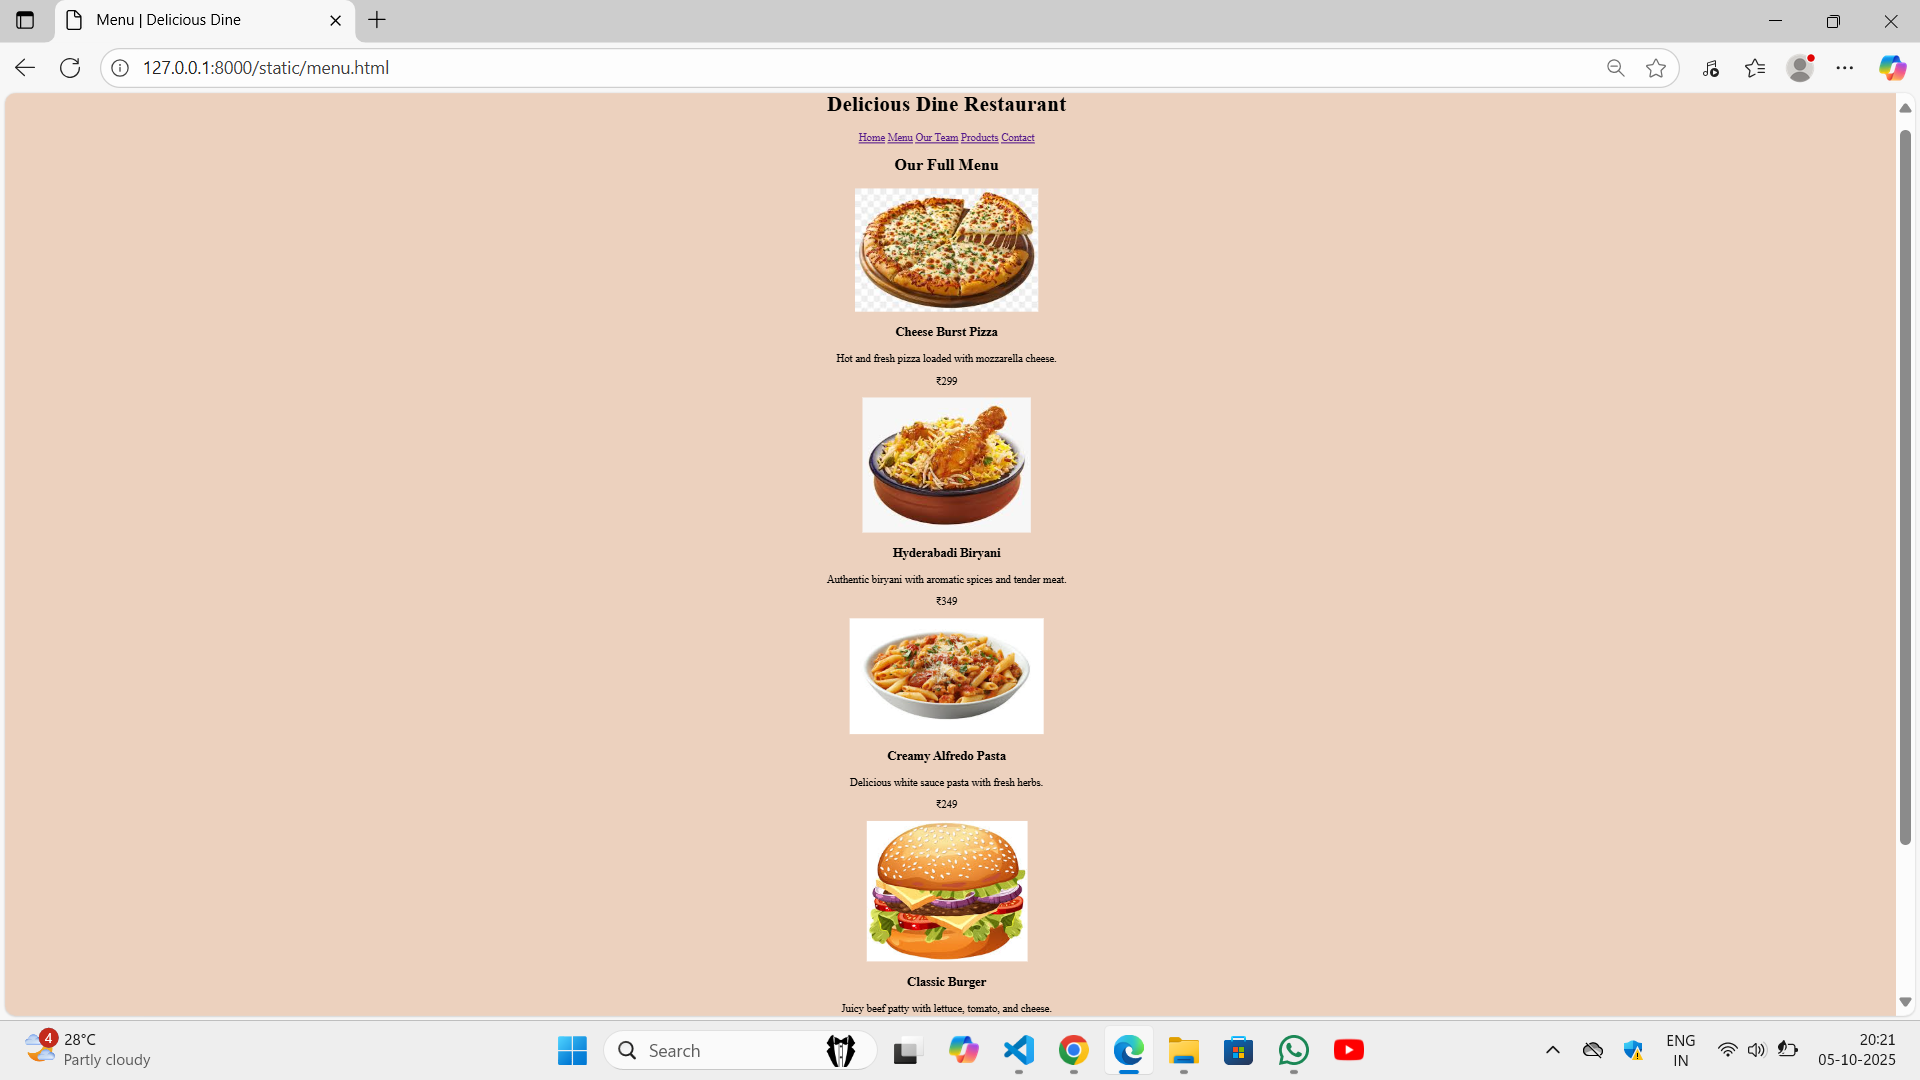 Menu | Delicious Dine
127.0.0.1:8000/static/menu.html
Delicious Dine Restaurant
Home Menu Our Team Products Contact
Our Full Menu
Cheese Burst Pizza
Hot and fresh pizza loaded with mozzarella cheese.
₹299
Hyderabadi Biryani
Authentic biryani with aromatic spices and tender meat.
₹349
Creamy Alfredo Pasta
Delicious white sauce pasta with fresh herbs.
₹249
Classic Burger
Juicy beef patty with lettuce, tomato, and cheese.
4
28°C
Partly cloudy
Search
ENG
IN
20:21
05-10-2025